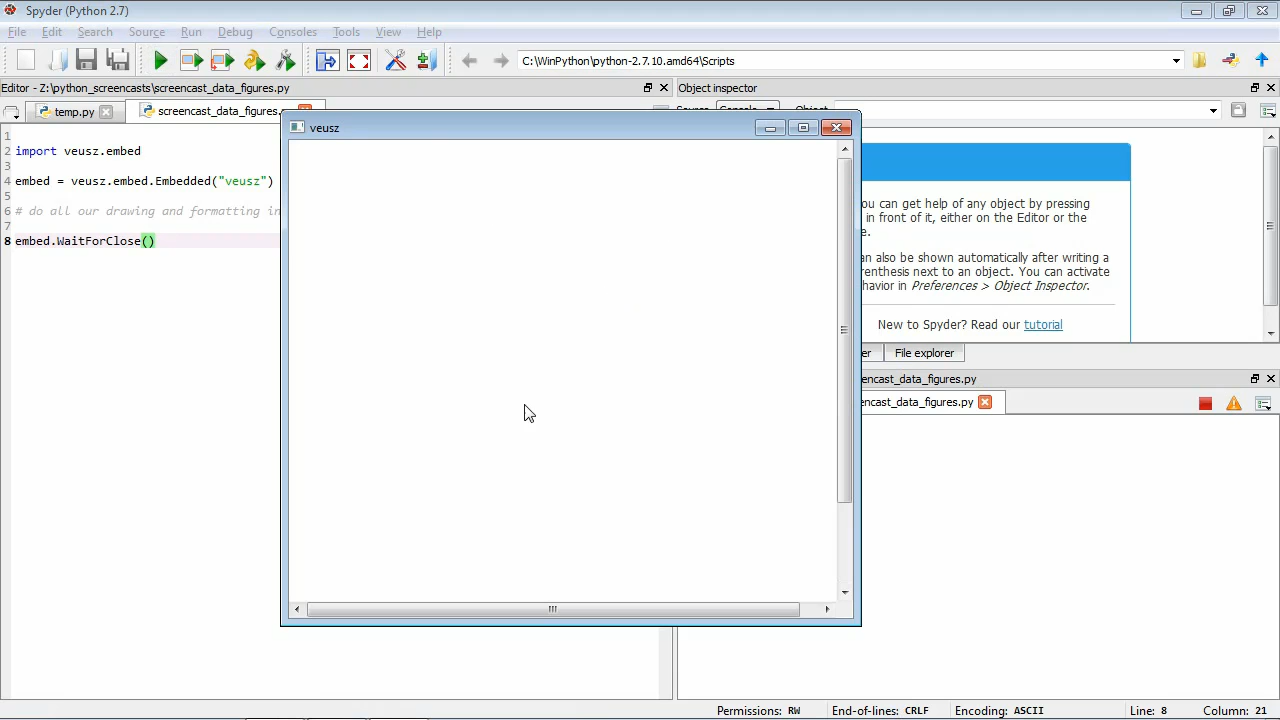 Spyder (Python 2.7)
File Edit Search Source Run Debug Consoles Tools View Help
C:\WinPython\python-2.7.10.amd64\Scripts
Editor - Z:\python_screencasts\screencast_data_figures.py
Object inspector
temp.py
screencast_data_figures.
Source Console Object
veusz
1
2 import veusz.embed
3
4 embed = veusz.embed.Embedded("veusz")
5
6 # do all our drawing and formatting in
7
8 embed.WaitForClose()
ou can get help of any object by pressing
in front of it, either on the Editor or the
e.
an also be shown automatically after writing a
renthesis next to an object. You can activate
havior in Preferences > Object Inspector.
New to Spyder? Read our tutorial
er File explorer
encast_data_figures.py
encast_data_figures.py
Permissions: RW End-of-lines: CRLF Encoding: ASCII Line: 8 Column: 21